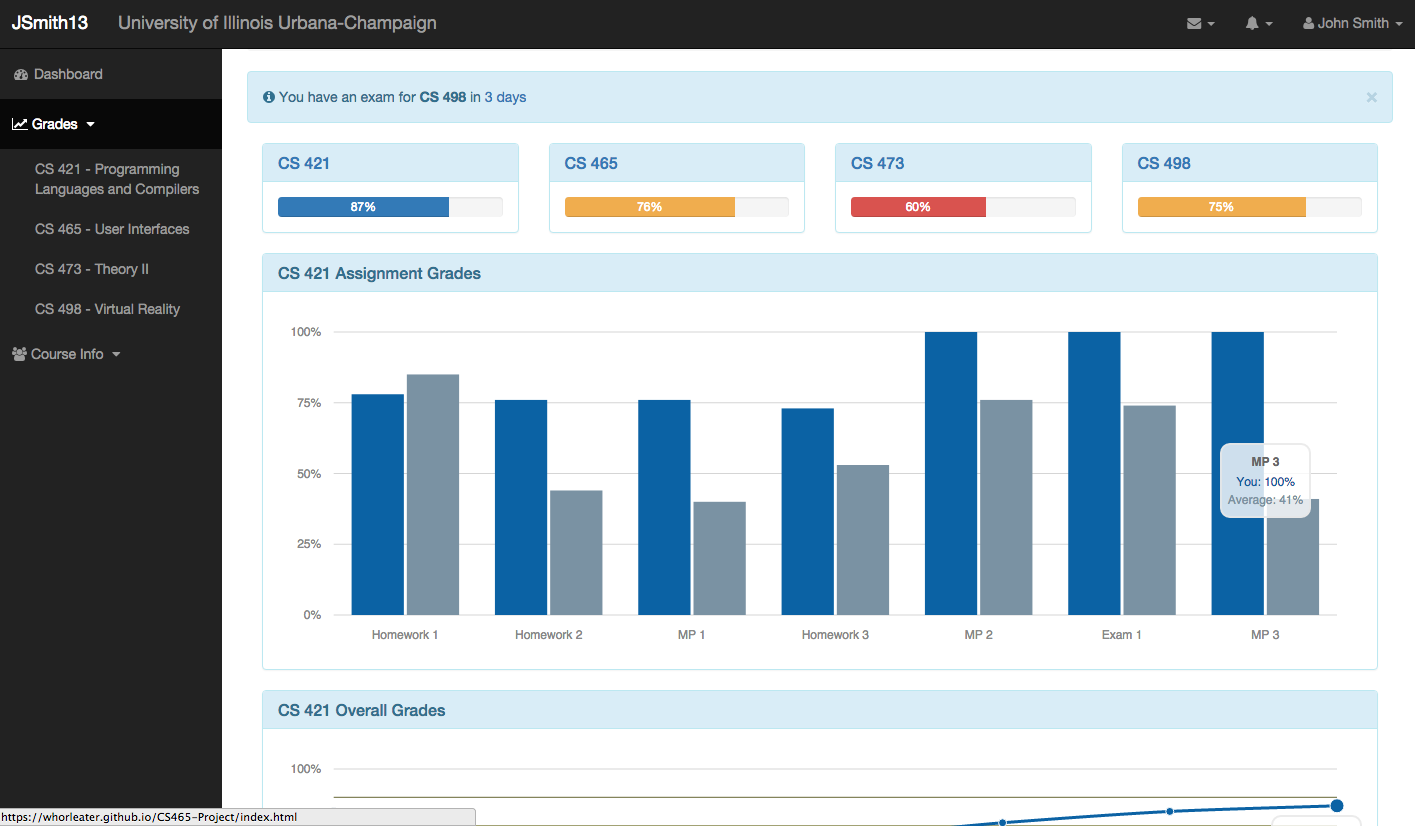 JSmith13 University of Illinois Urbana-Champaign John Smith
Dashboard
Grades
CS 421 - Programming
Languages and Compilers
CS 465 - User Interfaces
CS 473 - Theory II
CS 498 - Virtual Reality
Course Info
You have an exam for CS 498 in 3 days ×
CS 421 CS 465 CS 473 CS 498
87% 76% 60% 75%
CS 421 Assignment Grades
100%
75%
50%
25%
0%
MP 3
You: 100%
Average: 41%
Homework 1 Homework 2 MP 1 Homework 3 MP 2 Exam 1 MP 3
CS 421 Overall Grades
100%
https://whorleater.github.io/CS465-Project/index.html